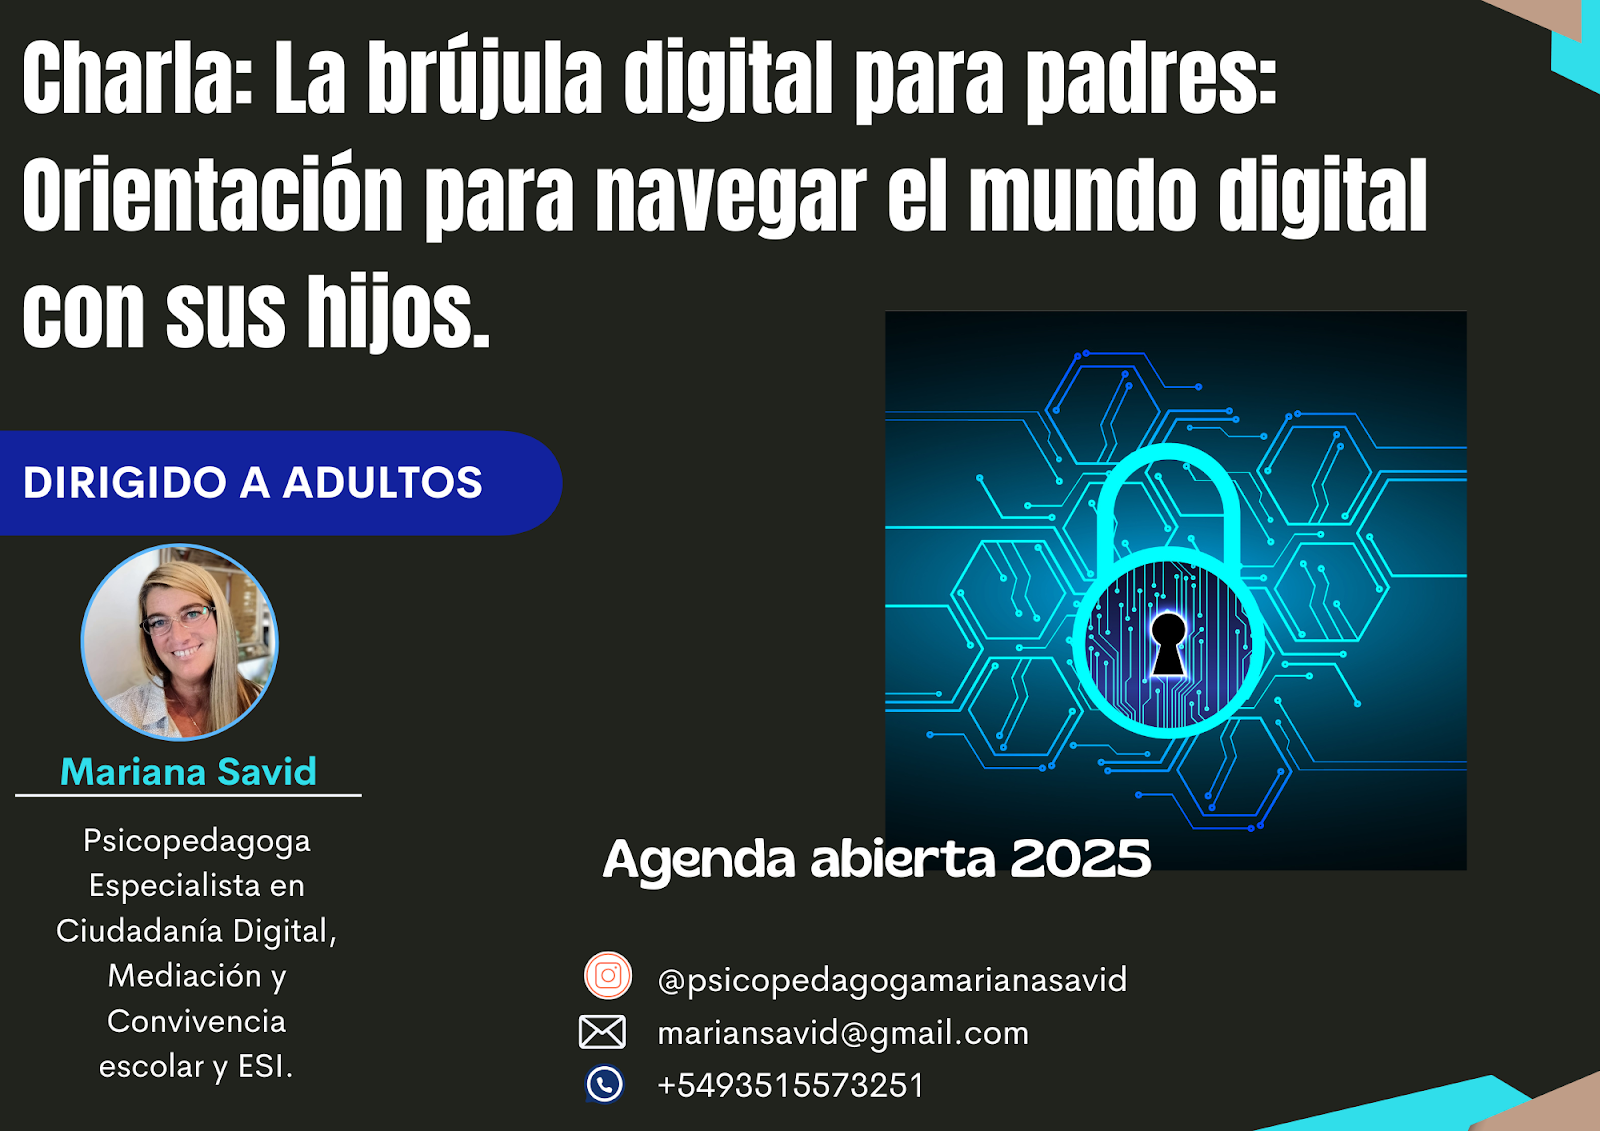 Charla: La brújula digital para padres:
Orientación para navegar el mundo digital
con sus hijos.
DIRIGIDO A ADULTOS
Mariana Savid
Psicopedagoga
Especialista en
Ciudadanía Digital,
Mediación y
Convivencia
escolar y ESI.
Agenda abierta 2025
@psicopedagogamarianasavid
mariansavid@gmail.com
+5493515573251